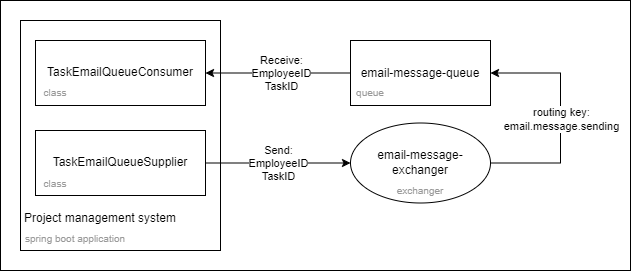 TaskEmailQueueConsumer
class
Receive:
EmployeeID
TaskID
email-message-queue
queue
routing key:
email.message.sending
TaskEmailQueueSupplier
class
Send:
EmployeeID
TaskID
email-message-
exchanger
exchanger
Project management system
spring boot application